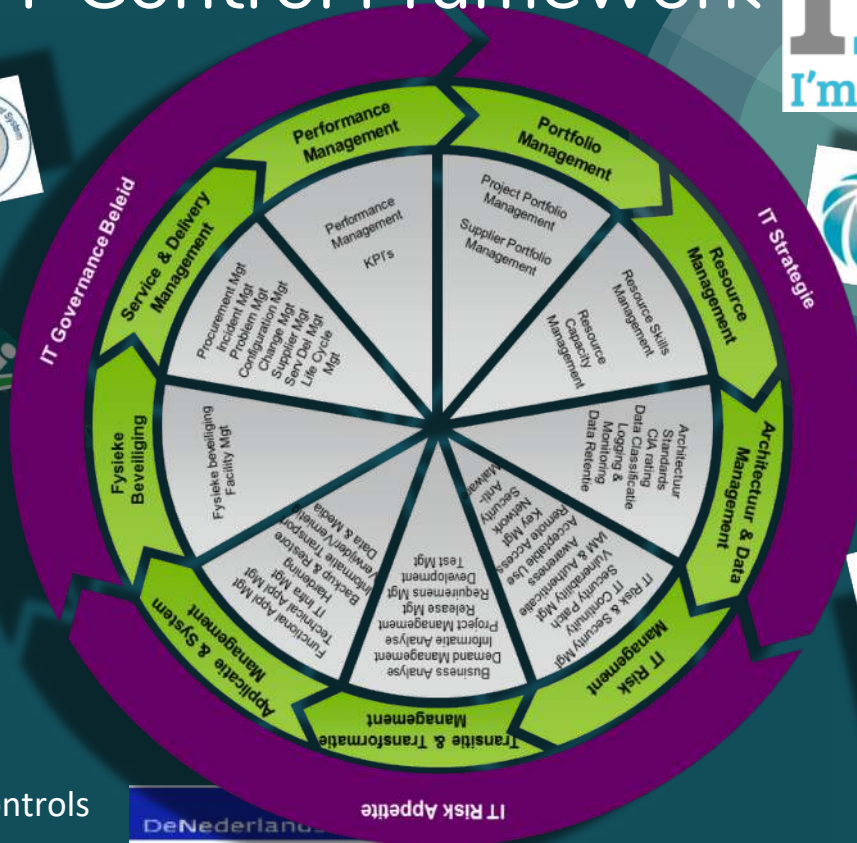 Control Framework
I'm
IT Governance Beleid
IT Strategie
IT Risk Appetite
Performance
Management
Portfolio
Management
Resource
Management
Architectuur & Data
Management
IT Risk
Management
Transitie & Transformatie
Management
Applicatie & System
Management
Fysieke
Beveiliging
Service & Delivery
Management
Performance
Management
KPI's
Project Portfolio
Management
Supplier Portfolio
Management
Resource Skills
Management
Resource
Capacity
Management
Architectuur
Standards
CIA rating
Data Classificatie
Logging &
Monitoring
Data Retentie
IT Risk & Security Mgt
IT Continuity
Security Patch
Vulnerability Mgt
IAM & Authenticatie
Awareness
Acceptable Use
Remote Access
Key Mgt
Network
Security
Anti-
Malware
Business Analyse
Demand Management
Informatie Analyse
Project Management
Release Mgt
Requirements Mgt
Development
Test Mgt
Functional Appl Mgt
Technical Appl Mgt
IT Infra Mgt
Hardening
Backup & Restore
Informatie Transport
Verwijder/Vernietig
Data & Media
Fysieke beveiliging
Facility Mgt
Procurement Mgt
Incident Mgt
Problem Mgt
Configuration Mgt
Change Mgt
Supplier Mgt
Serv Del Mgt
Life Cycle
Mgt
System
DeNederland